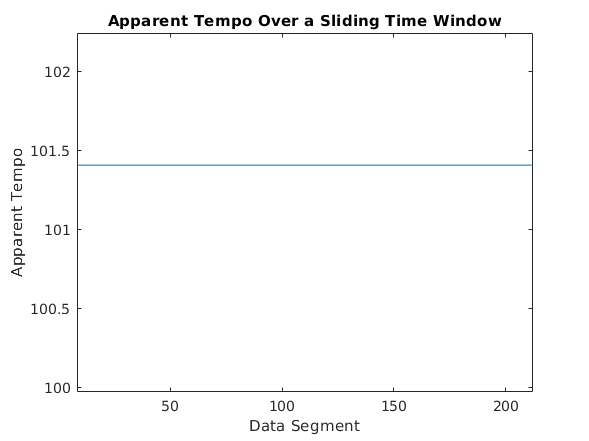 Apparent Tempo Over a Sliding Time Window
102
101.5
101
100.5
100
Apparent Tempo
50 100 150 200
Data Segment